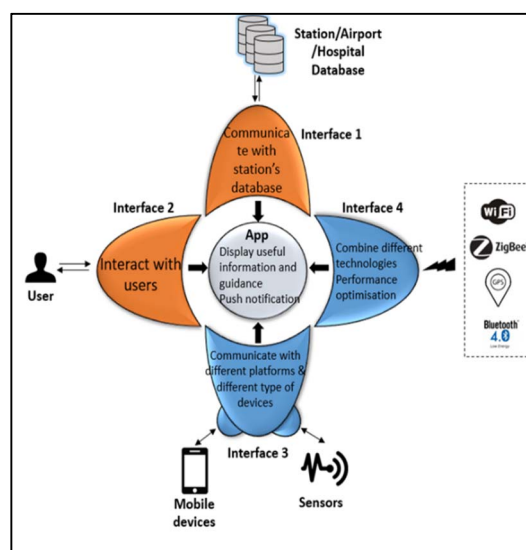 Station/Airport
/Hospital
Database
Interface 1
Communica
te with
station's
database
Interface 2
Interface 4
App
Display useful
information and
guidance
Push notification
Interact with
users
User
Combine different
technologies
Performance
optimisation
WiFi
ZigBee
GPS
Bluetooth
4.0
Low Energy
Communicate with
different platforms &
different type of
devices
Interface 3
Mobile
devices
Sensors